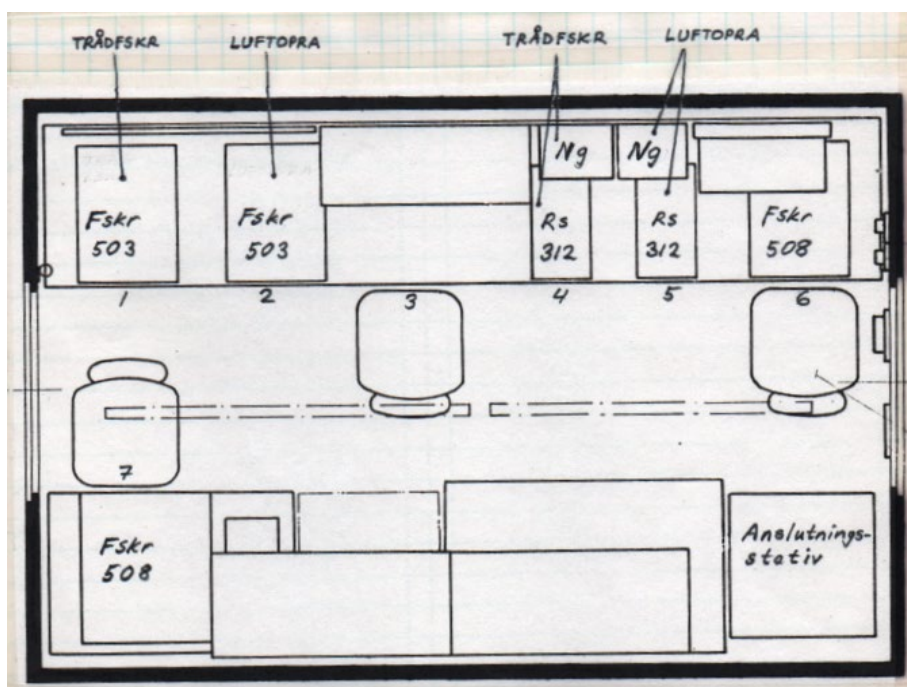 TRÅDFSKR
LUFTOPRA
TRÅDFSKR
LUFTOPRA
Ng
Ng
Fskr
503
Fskr
503
Rs
312
Rs
312
Fskr
508
1
2
3
4
5
6
7
Fskr
508
Anslutnings-
stativ